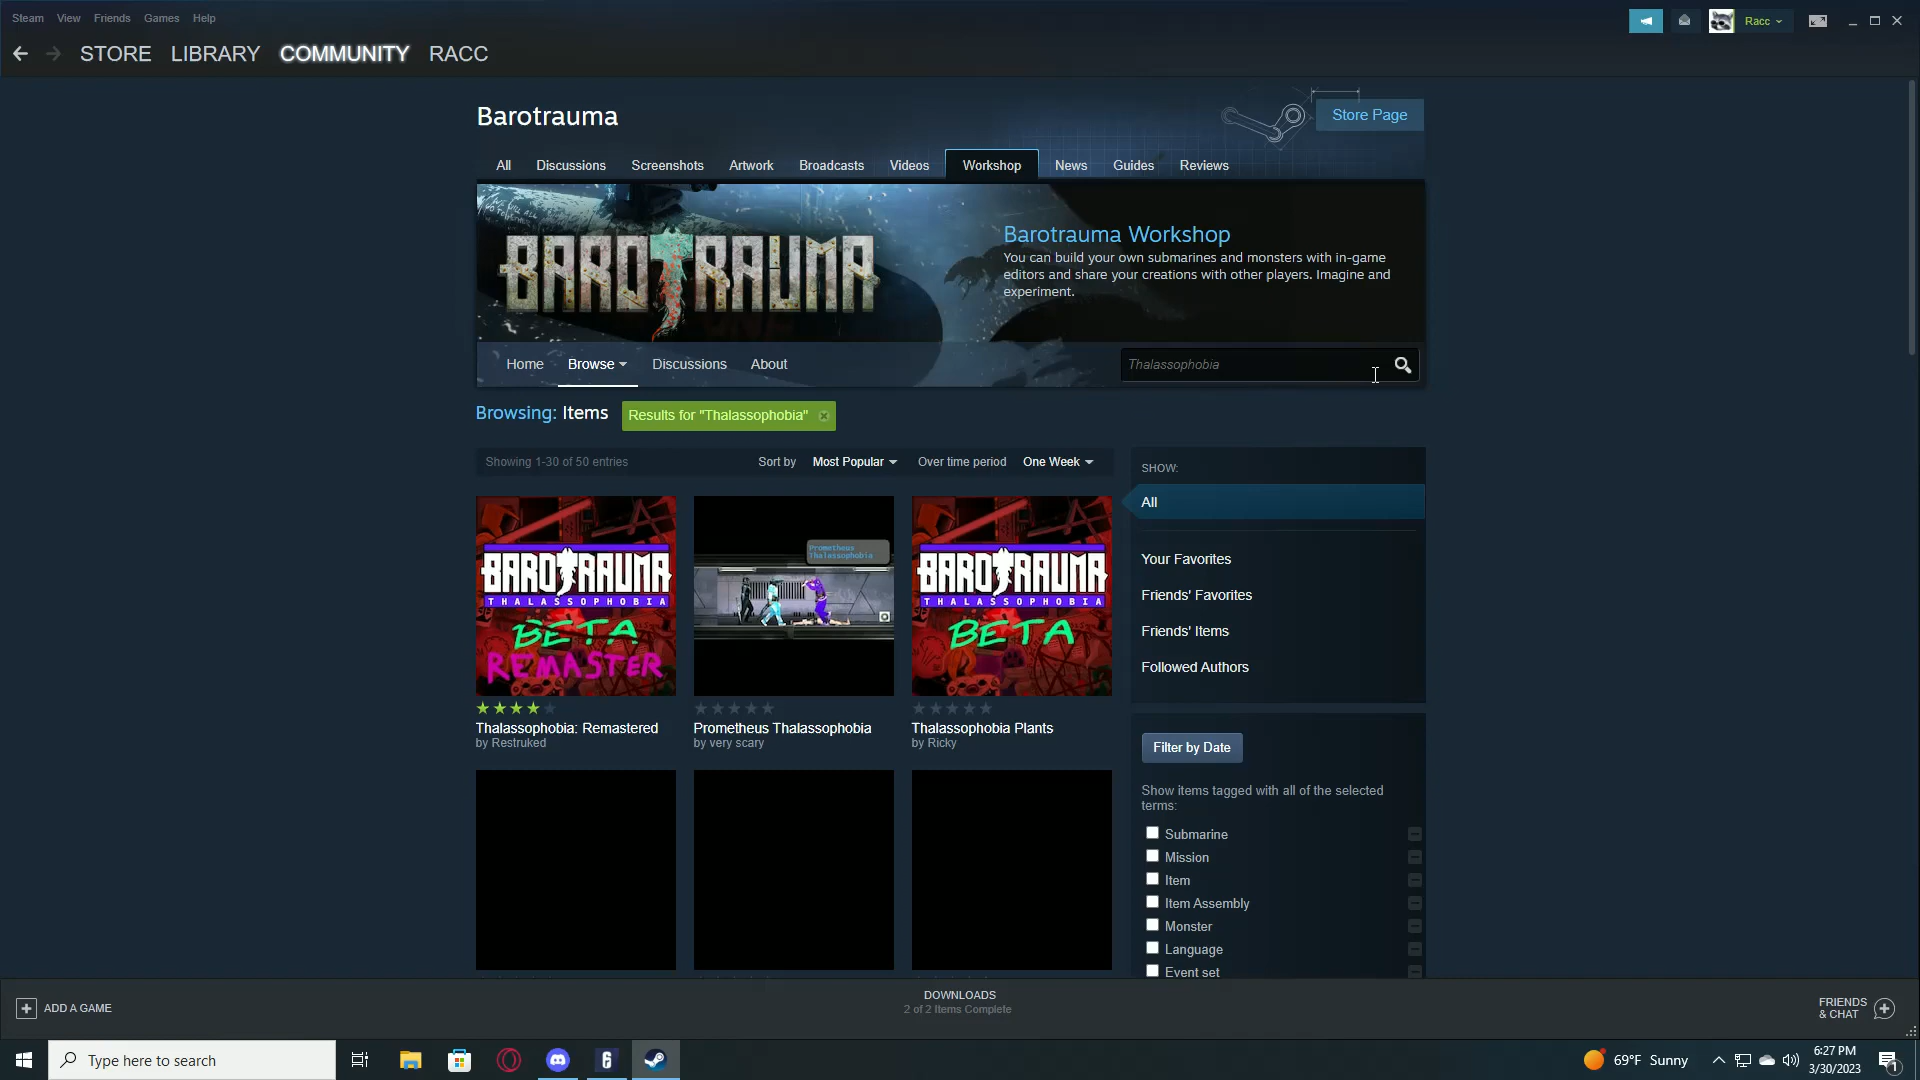 Steam View Friends Games Help
Racc
STORE LIBRARY COMMUNITY RACC
Barotrauma
Store Page
All Discussions Screenshots Artwork Broadcasts Videos Workshop News Guides Reviews
BAROTRAUMA
Barotrauma Workshop
You can build your own submarines and monsters with in-game
editors and share your creations with other players. Imagine and
experiment.
Home Browse Discussions About
Thalassophobia
Browsing: Items
Results for "Thalassophobia"
Showing 1-30 of 50 entries
Sort by Most Popular Over time period One Week
BAROTRAUMA
THALASSOPHOBIA
BETA
REMASTER
Thalassophobia: Remastered
by Restruked
Prometheus
Thalassophobia
Prometheus Thalassophobia
by very scary
BAROTRAUMA
THALASSOPHOBIA
BETA
Thalassophobia Plants
by Ricky
SHOW:
All
Your Favorites
Friends' Favorites
Friends' Items
Followed Authors
Filter by Date
Show items tagged with all of the selected
terms:
Submarine
Mission
Item
Item Assembly
Monster
Language
Event set
ADD A GAME
DOWNLOADS
2 of 2 Items Complete
FRIENDS
& CHAT
Type here to search
69°F Sunny
6:27 PM
3/30/2023
1